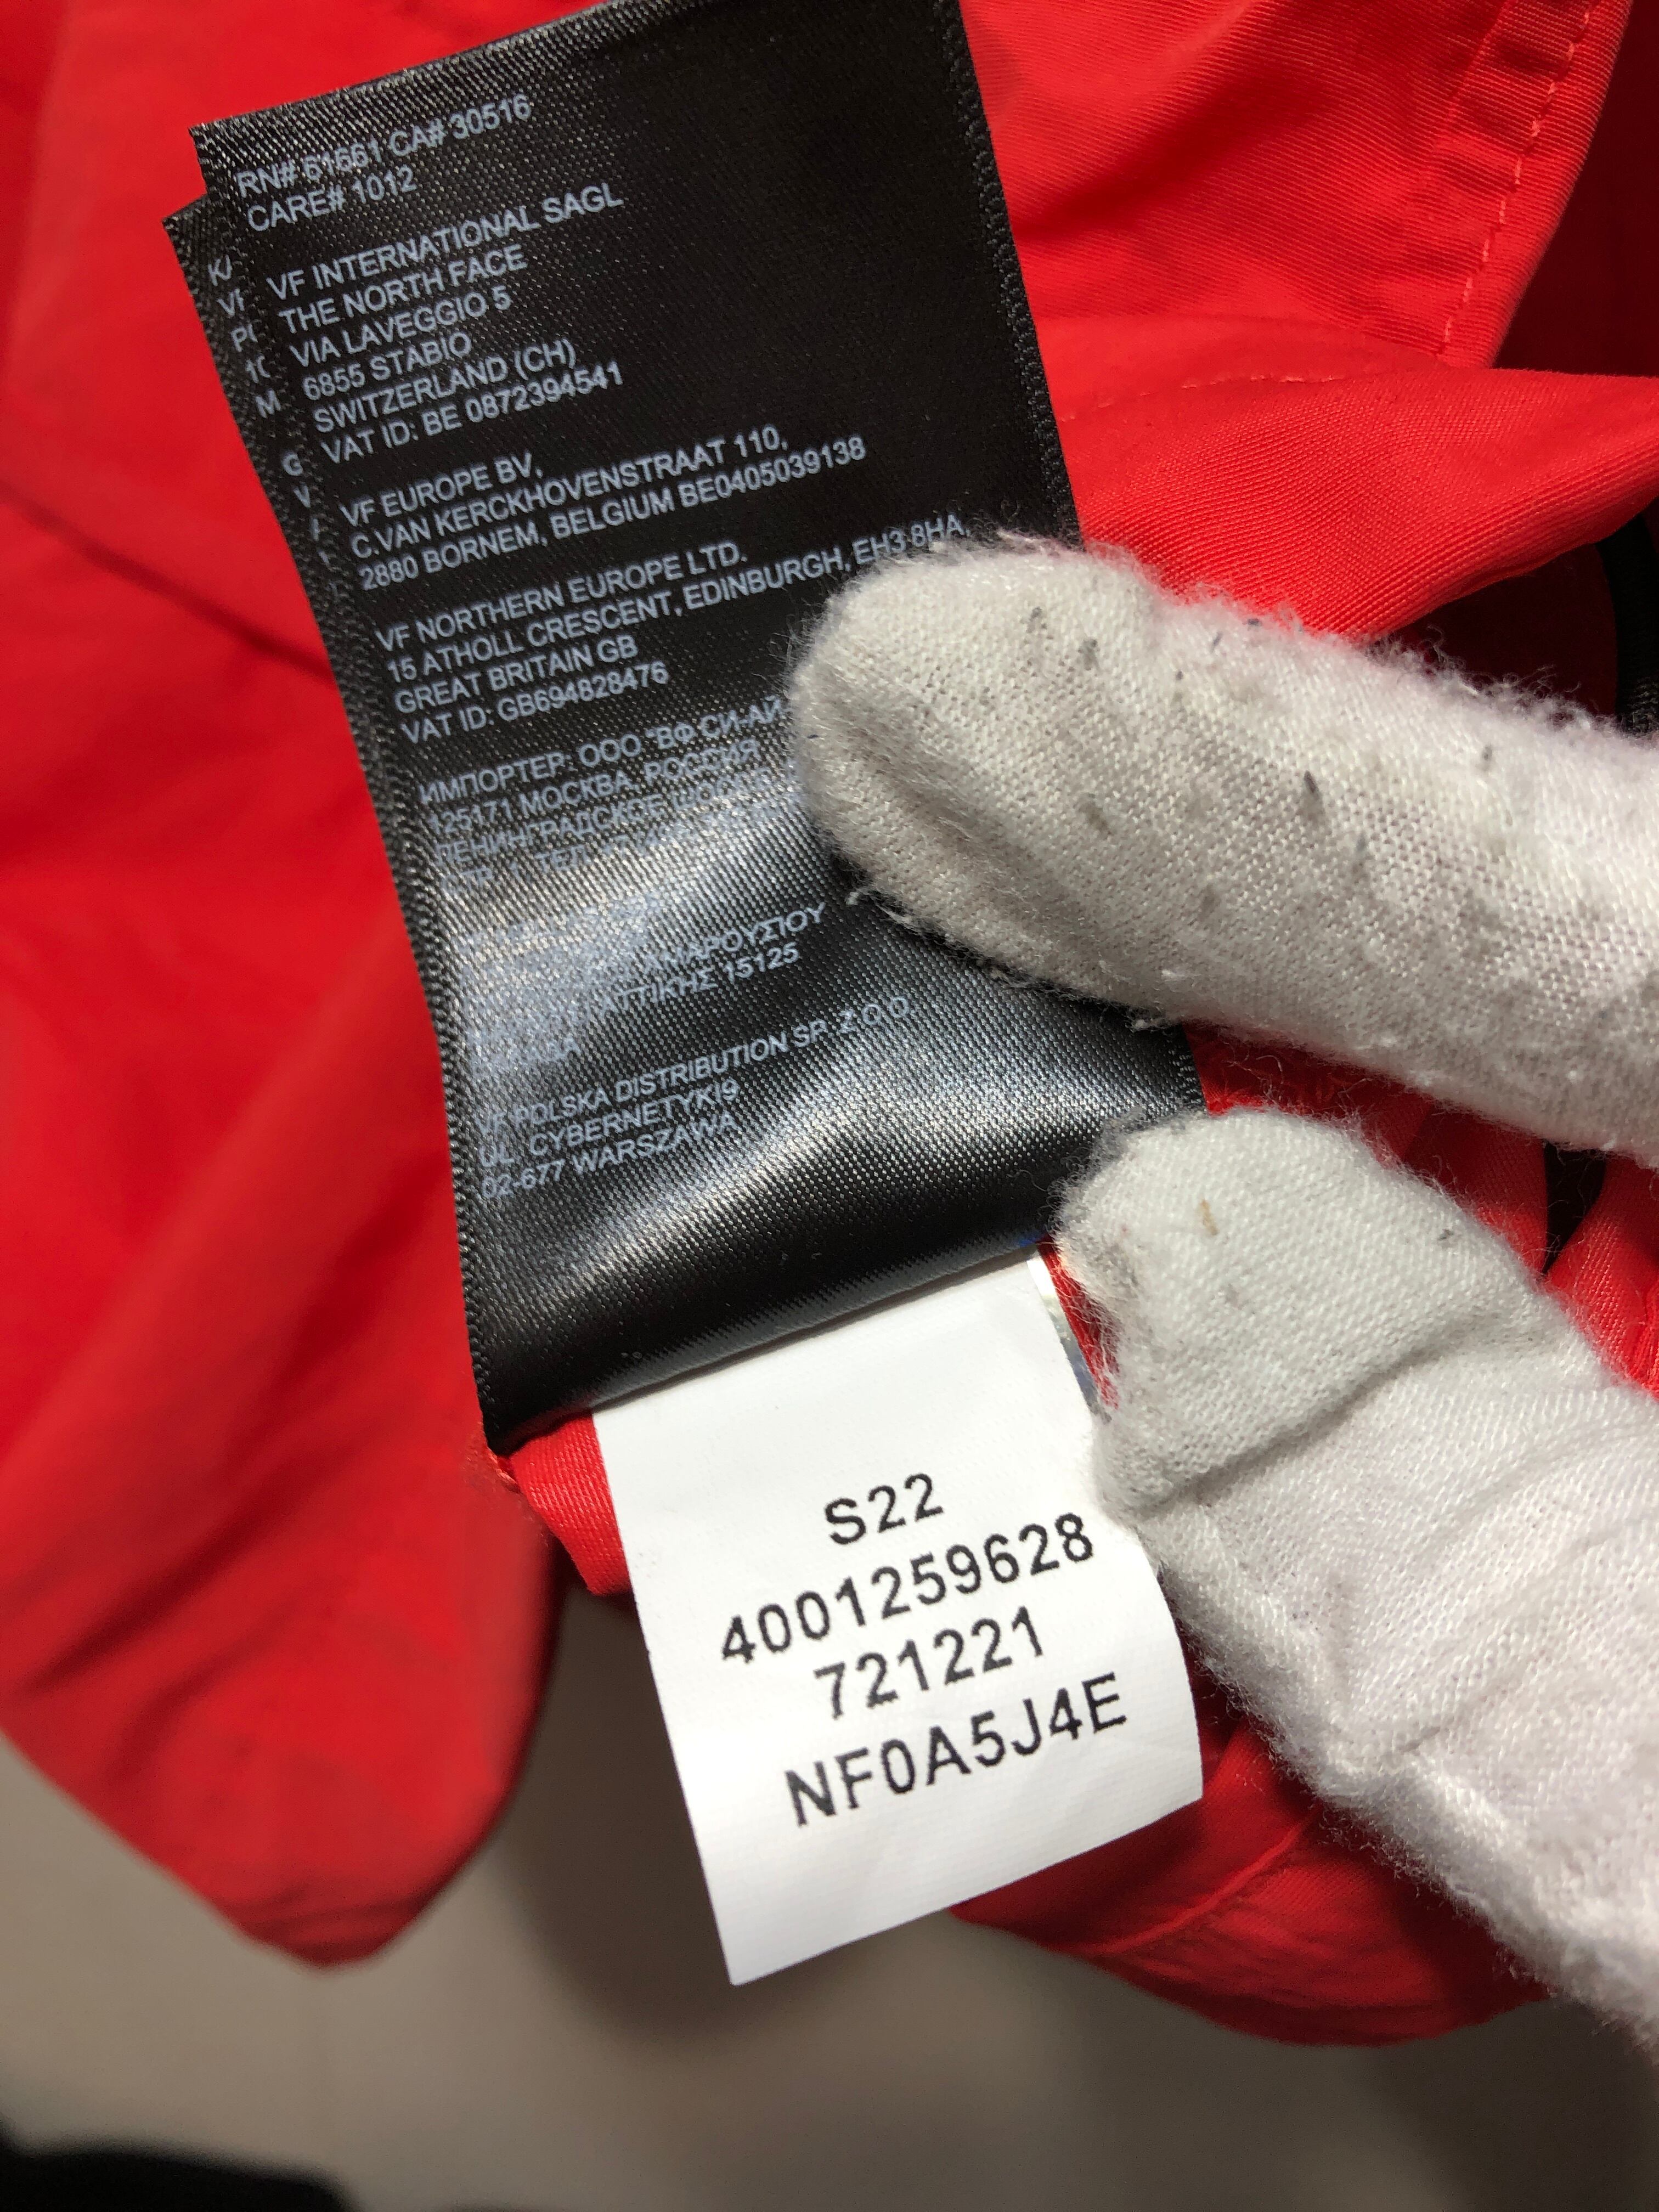 RN# 61661 CA# 30516
CARE# 1012
VF INTERNATIONAL SAGL
THE NORTH FACE
VIA LAVEGGIO 5
6855 STABIO
SWITZERLAND (CH)
VAT ID: BE 0872394541
VF EUROPE BV,
C.VAN KERCKHOVENSTRAAT 110,
2880 BORNEM, BELGIUM BE0405039138
VF NORTHERN EUROPE LTD.
15 ATHOLL CRESCENT, EDINBURGH, EH3 8HA,
GREAT BRITAIN GB
VAT ID: GB694828476
ИМПОРТЕР: ООО "ВФ СИ-АЙ
125171 МОСКВА, РОССИЯ
ЛЕНИНГРАДСКОЕ
ΑΜΑΡΟΥΣΙΟΥ
ΑΤΤΙΚΗΣ 15125
VF POLSKA DISTRIBUTION SP. Z.O.O.
UL. CYBERNETYKI9
02-677 WARSZAWA
S22
4001259628
721221
NF0A5J4E